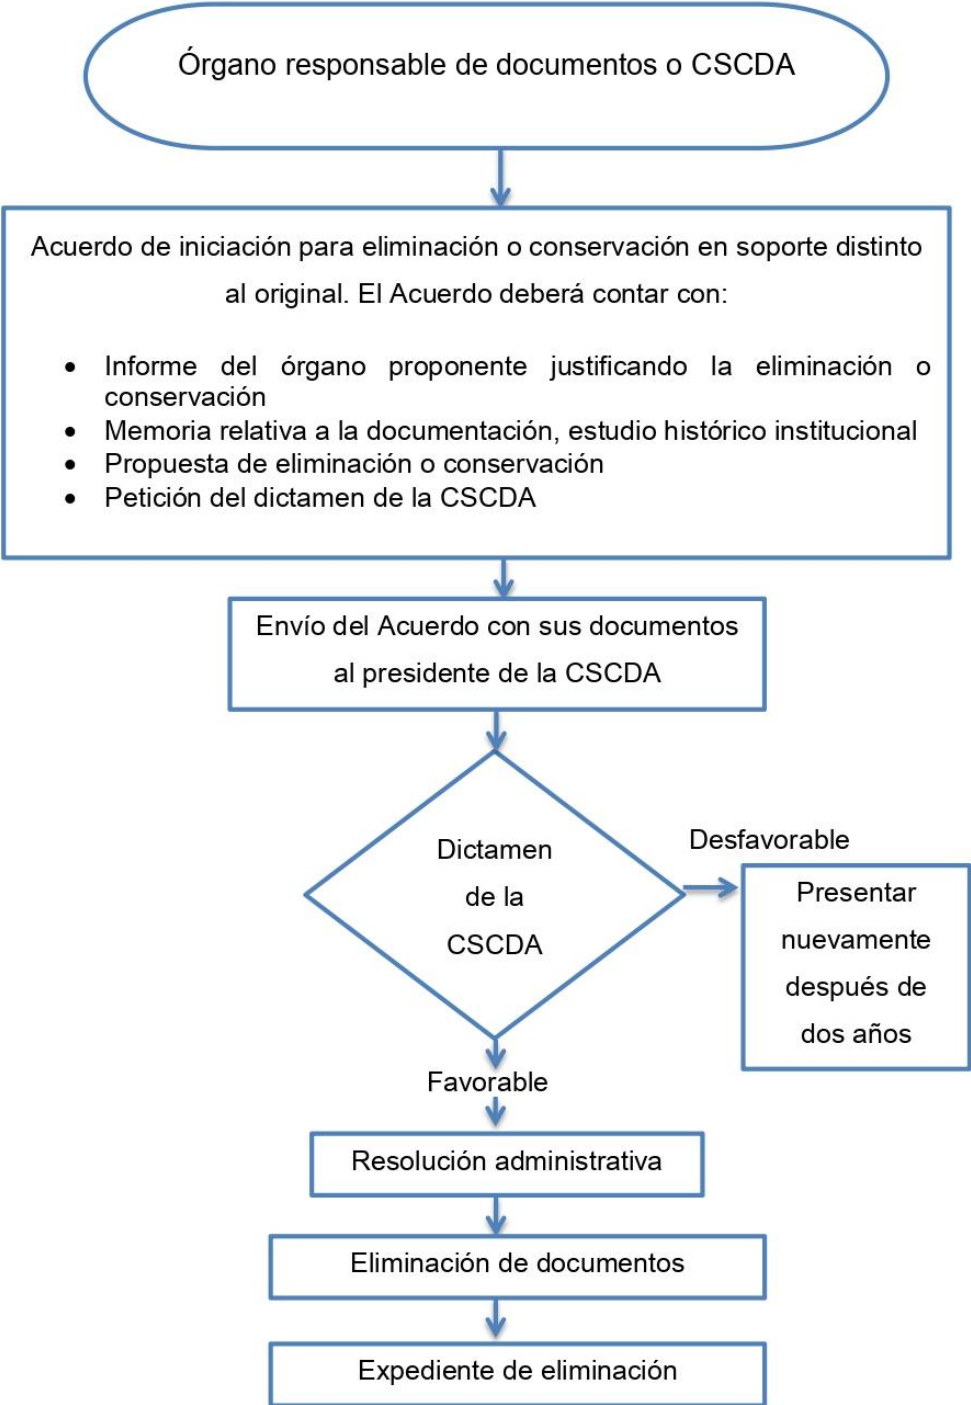 Órgano responsable de documentos o CSCDA
Acuerdo de iniciación para eliminación o conservación en soporte distinto
al original. El Acuerdo deberá contar con:
• Informe del órgano proponente justificando la eliminación o
conservación
• Memoria relativa a la documentación, estudio histórico institucional
• Propuesta de eliminación o conservación
• Petición del dictamen de la CSCDA
Envío del Acuerdo con sus documentos
al presidente de la CSCDA
Dictamen
de la
CSCDA
Desfavorable
Presentar
nuevamente
después de
dos años
Favorable
Resolución administrativa
Eliminación de documentos
Expediente de eliminación